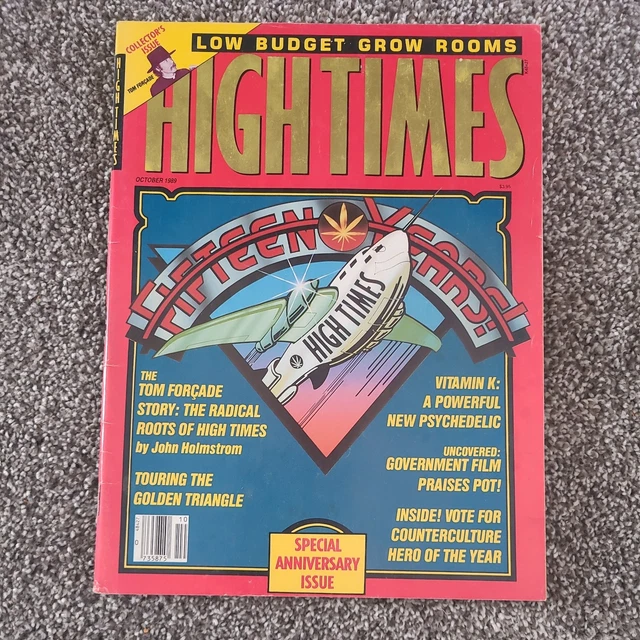 COLLECTOR'S
ISSUE
TOM FORÇADE
LOW BUDGET GROW ROOMS
HIGH TIMES
HIGH TIMES
OCTOBER 1989
FIFTEEN YEARS!
HIGH TIMES
THE
TOM FORÇADE
STORY: THE RADICAL
ROOTS OF HIGH TIMES
by John Holmstrom
TOURING THE
GOLDEN TRIANGLE
VITAMIN K:
A POWERFUL
NEW PSYCHEDELIC
UNCOVERED:
GOVERNMENT FILM
PRAISES POT!
INSIDE! VOTE FOR
COUNTERCULTURE
HERO OF THE YEAR
10
SPECIAL
ANNIVERSARY
ISSUE